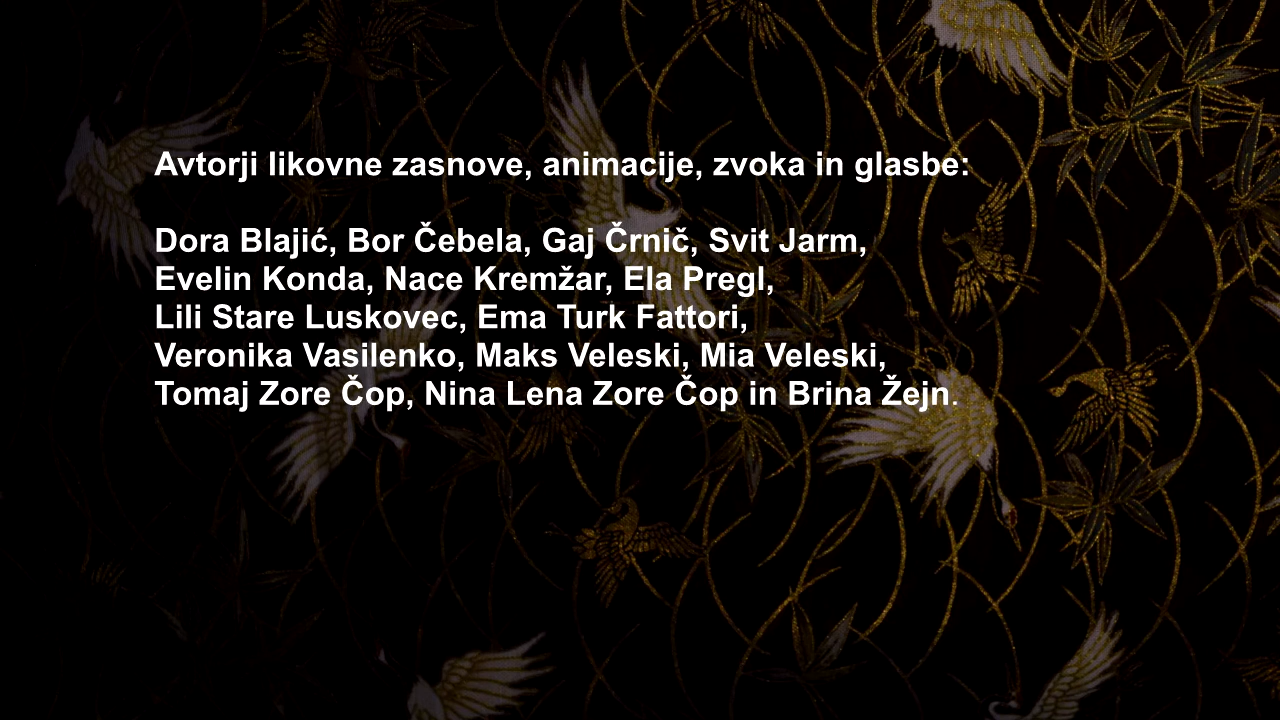 Avtorji likovne zasnove, animacije, zvoka in glasbe:
Dora Blajić, Bor Čebela, Gaj Črnič, Svit Jarm,
Evelin Konda, Nace Kremžar, Ela Pregl,
Lili Stare Luskovec, Ema Turk Fattori,
Veronika Vasilenko, Maks Veleski, Mia Veleski,
Tomaj Zore Čop, Nina Lena Zore Čop in Brina Žejn.